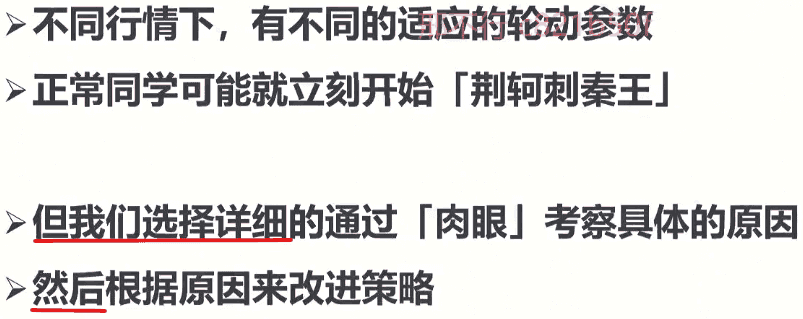 ➢不同行情下，有不同的适应的轮动参数
➢正常同学可能就立刻开始「荆轲刺秦王」
➢但我们选择详细的通过「肉眼」考察具体的原因
➢然后根据原因来改进策略